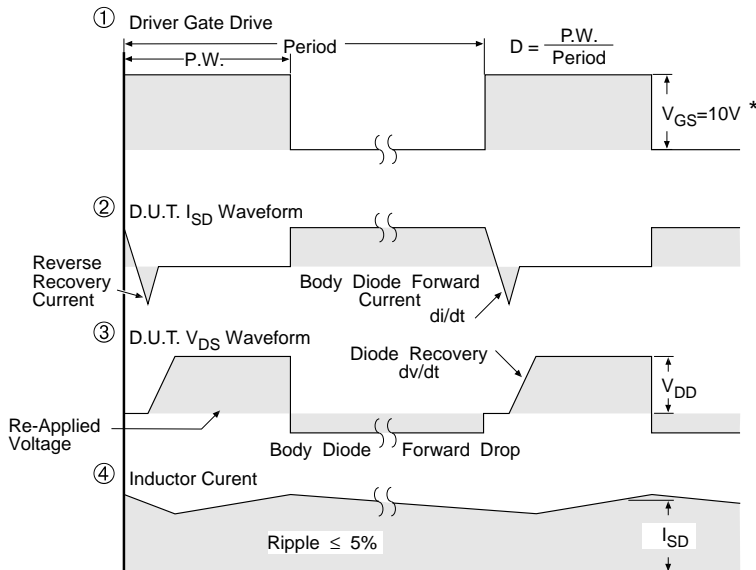 ① Driver Gate Drive
Period
P.W.
D = P.W.
Period
V_GS=10V *
② D.U.T. I_SD Waveform
Reverse
Recovery
Current
Body Diode Forward
Current
di/dt
③ D.U.T. V_DS Waveform
Diode Recovery
dv/dt
V_DD
Re-Applied
Voltage
Body Diode Forward Drop
④ Inductor Curent
Ripple ≤ 5%
I_SD